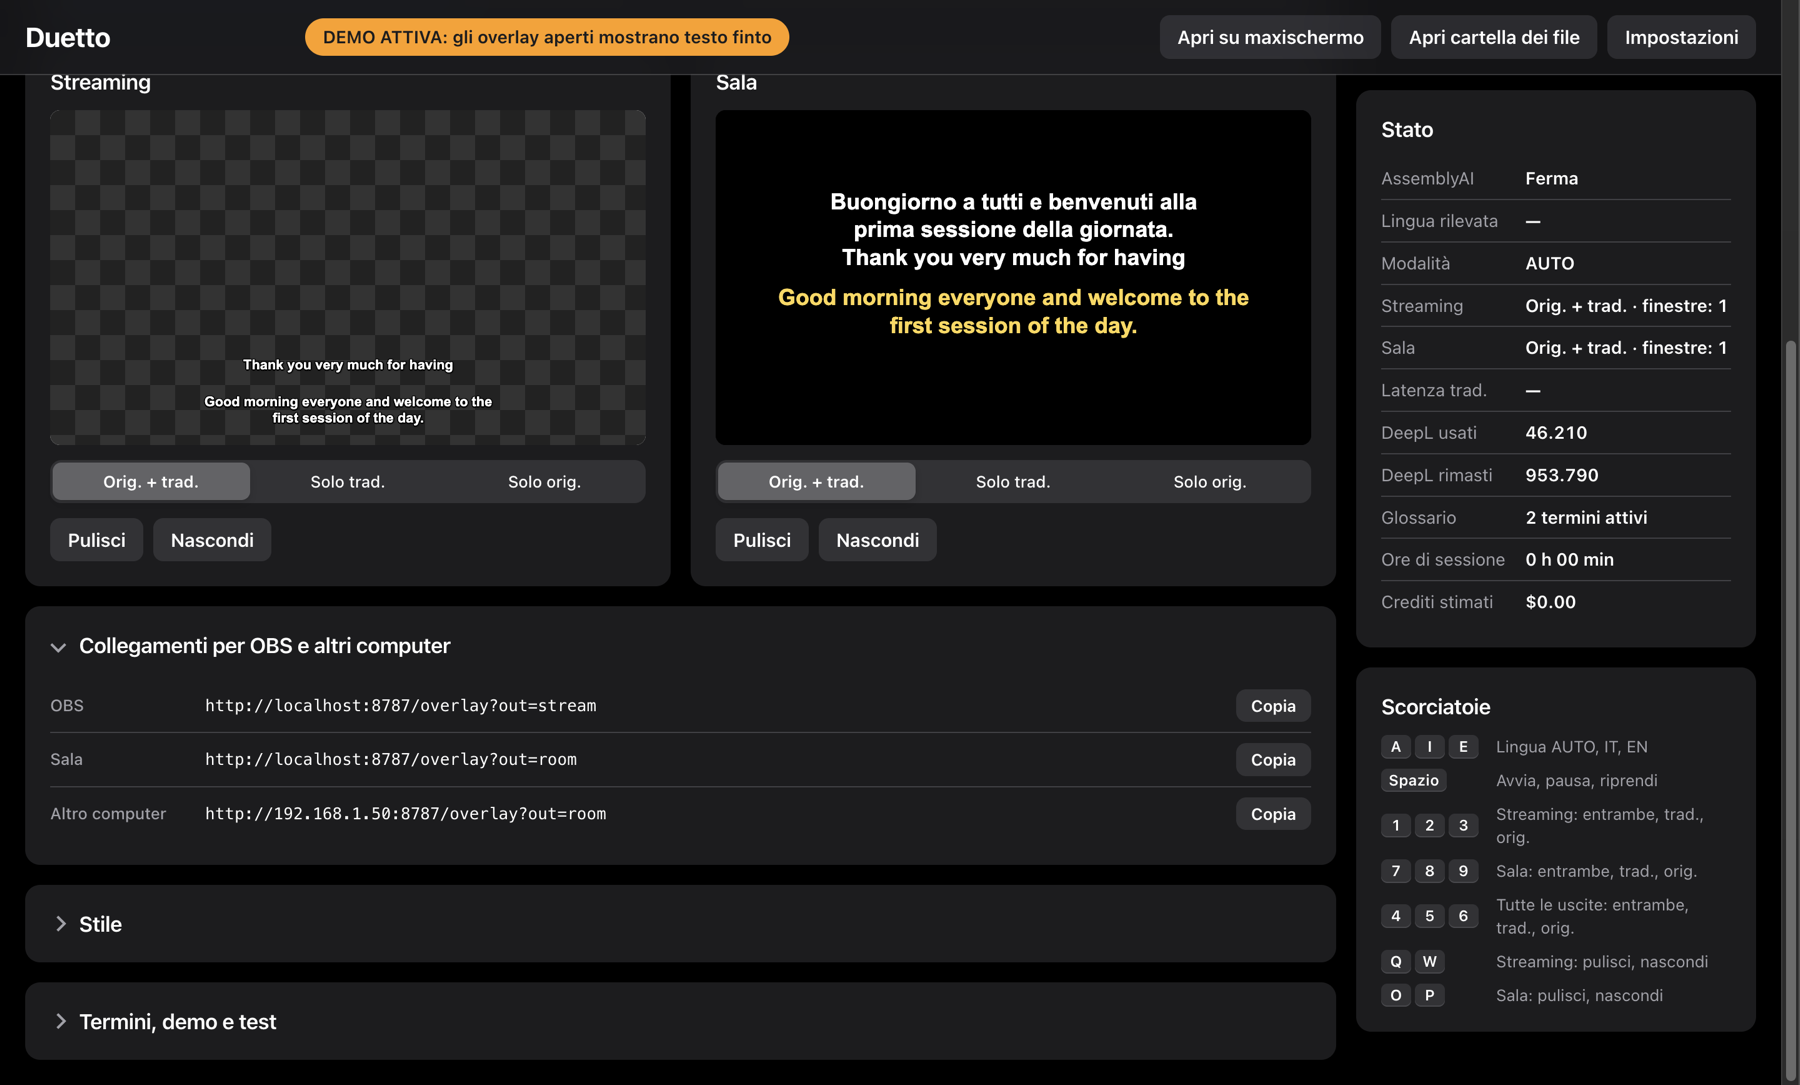 Duetto
DEMO ATTIVA: gli overlay aperti mostrano testo finto
Apri su maxischermo
Apri cartella dei file
Impostazioni
Streaming
Thank you very much for having
Good morning everyone and welcome to the
first session of the day.
Orig. + trad.
Solo trad.
Solo orig.
Pulisci
Nascondi
Sala
Buongiorno a tutti e benvenuti alla
prima sessione della giornata.
Thank you very much for having
Good morning everyone and welcome to the
first session of the day.
Orig. + trad.
Solo trad.
Solo orig.
Pulisci
Nascondi
Collegamenti per OBS e altri computer
OBS http://localhost:8787/overlay?out=stream Copia
Sala http://localhost:8787/overlay?out=room Copia
Altro computer http://192.168.1.50:8787/overlay?out=room Copia
Stile
Termini, demo e test
Stato
AssemblyAI Ferma
Lingua rilevata —
Modalità AUTO
Streaming Orig. + trad. · finestre: 1
Sala Orig. + trad. · finestre: 1
Latenza trad. —
DeepL usati 46.210
DeepL rimasti 953.790
Glossario 2 termini attivi
Ore di sessione 0 h 00 min
Crediti stimati $0.00
Scorciatoie
A I E Lingua AUTO, IT, EN
Spazio Avvia, pausa, riprendi
1 2 3 Streaming: entrambe, trad.,
orig.
7 8 9 Sala: entrambe, trad., orig.
4 5 6 Tutte le uscite: entrambe,
trad., orig.
Q W Streaming: pulisci, nascondi
O P Sala: pulisci, nascondi